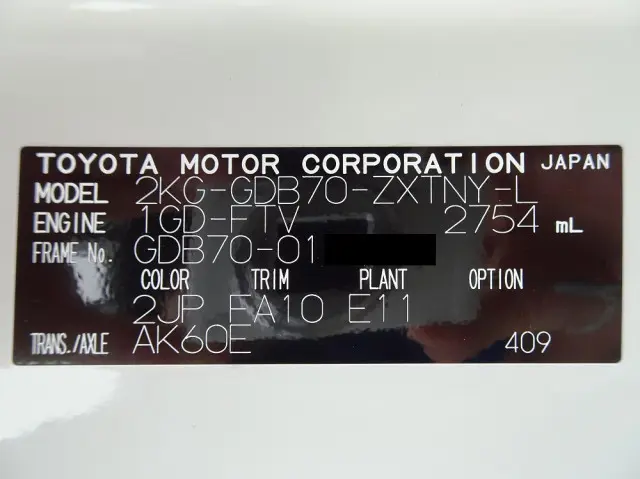 TOYOTA MOTOR CORPORATION JAPAN
MODEL 2KG-GDB70-ZXTNY-L
ENGINE 1GD-FTV 2754 mL
FRAME No. GDB70-01
COLOR TRIM PLANT OPTION
2JP FA10 E11
TRANS./AXLE AK60E 409